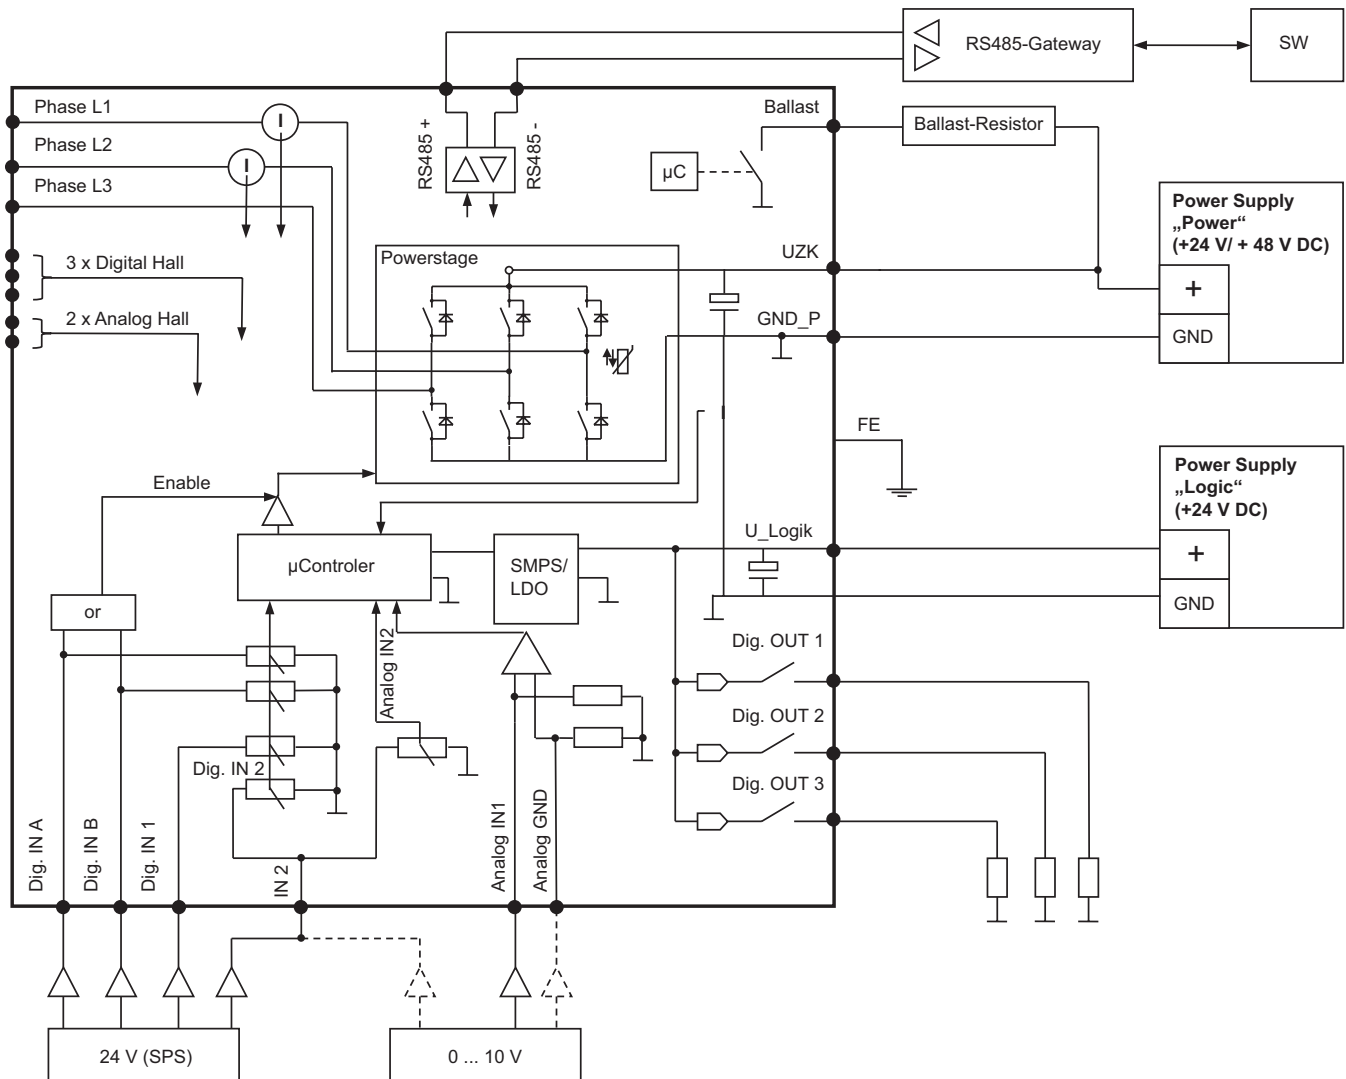 RS485-Gateway
SW
Phase L1
Phase L2
Phase L3
I
I
RS485 +
RS485 -
Ballast
µC
Ballast-Resistor
Power Supply
„Power“
(+24 V/ + 48 V DC)
+
GND
3 x Digital Hall
2 x Analog Hall
Powerstage
UZK
GND_P
FE
Enable
µControler
SMPS/
LDO
U_Logik
Power Supply
„Logic“
(+24 V DC)
+
GND
or
Analog IN2
Dig. OUT 1
Dig. OUT 2
Dig. OUT 3
Dig. IN 2
Dig. IN A
Dig. IN B
Dig. IN 1
IN 2
Analog IN1
Analog GND
24 V (SPS)
0 ... 10 V